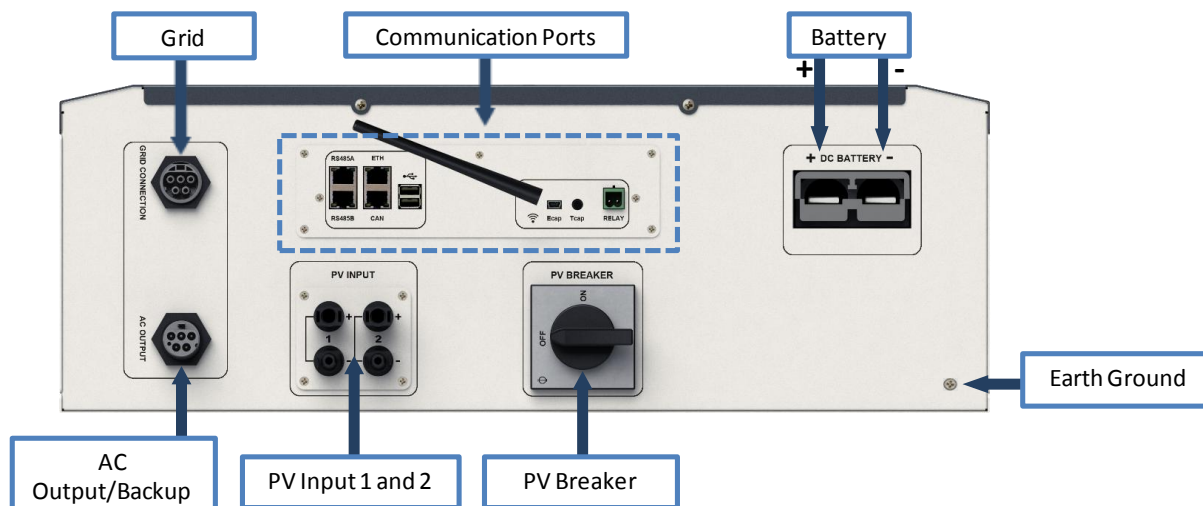 Grid
Communication Ports
Battery
+ -
+ DC BATTERY -
GRID CONNECTION
RS485A ETH
RS485B CAN
Ecap Tcap RELAY
PV INPUT
+ +
1 2
- -
PV BREAKER
ON
OFF
AC OUTPUT
Earth Ground
AC
Output/Backup
PV Input 1 and 2
PV Breaker